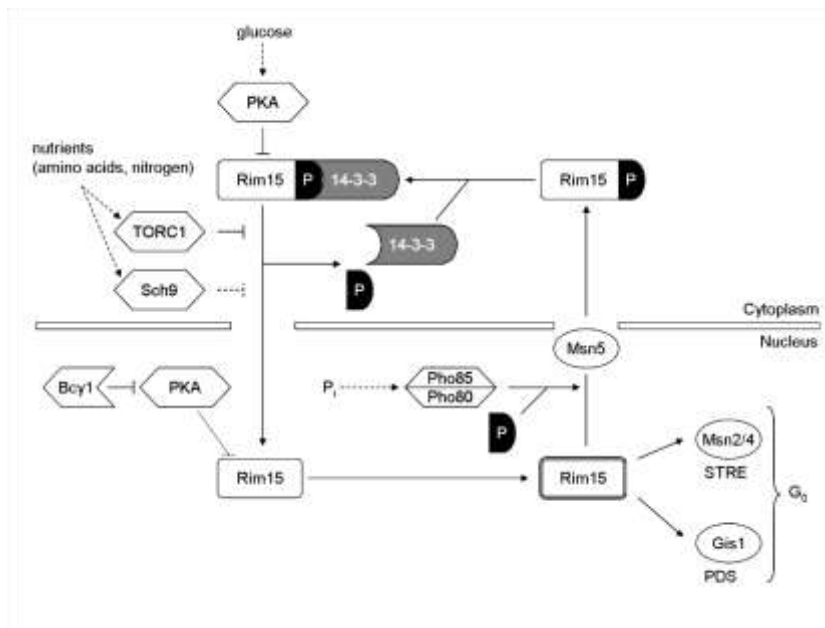 glucose
PKA
nutrients
(amino acids, nitrogen)
Rim15 P 14-3-3
Rim15 P
TORC1
14-3-3
Sch9
P
Cytoplasm
Nucleus
Msn5
Bcy1 PKA
Pi
Pho85
Pho80
P
Msn2/4
STRE
Rim15
Rim15
G0
Gis1
PDS